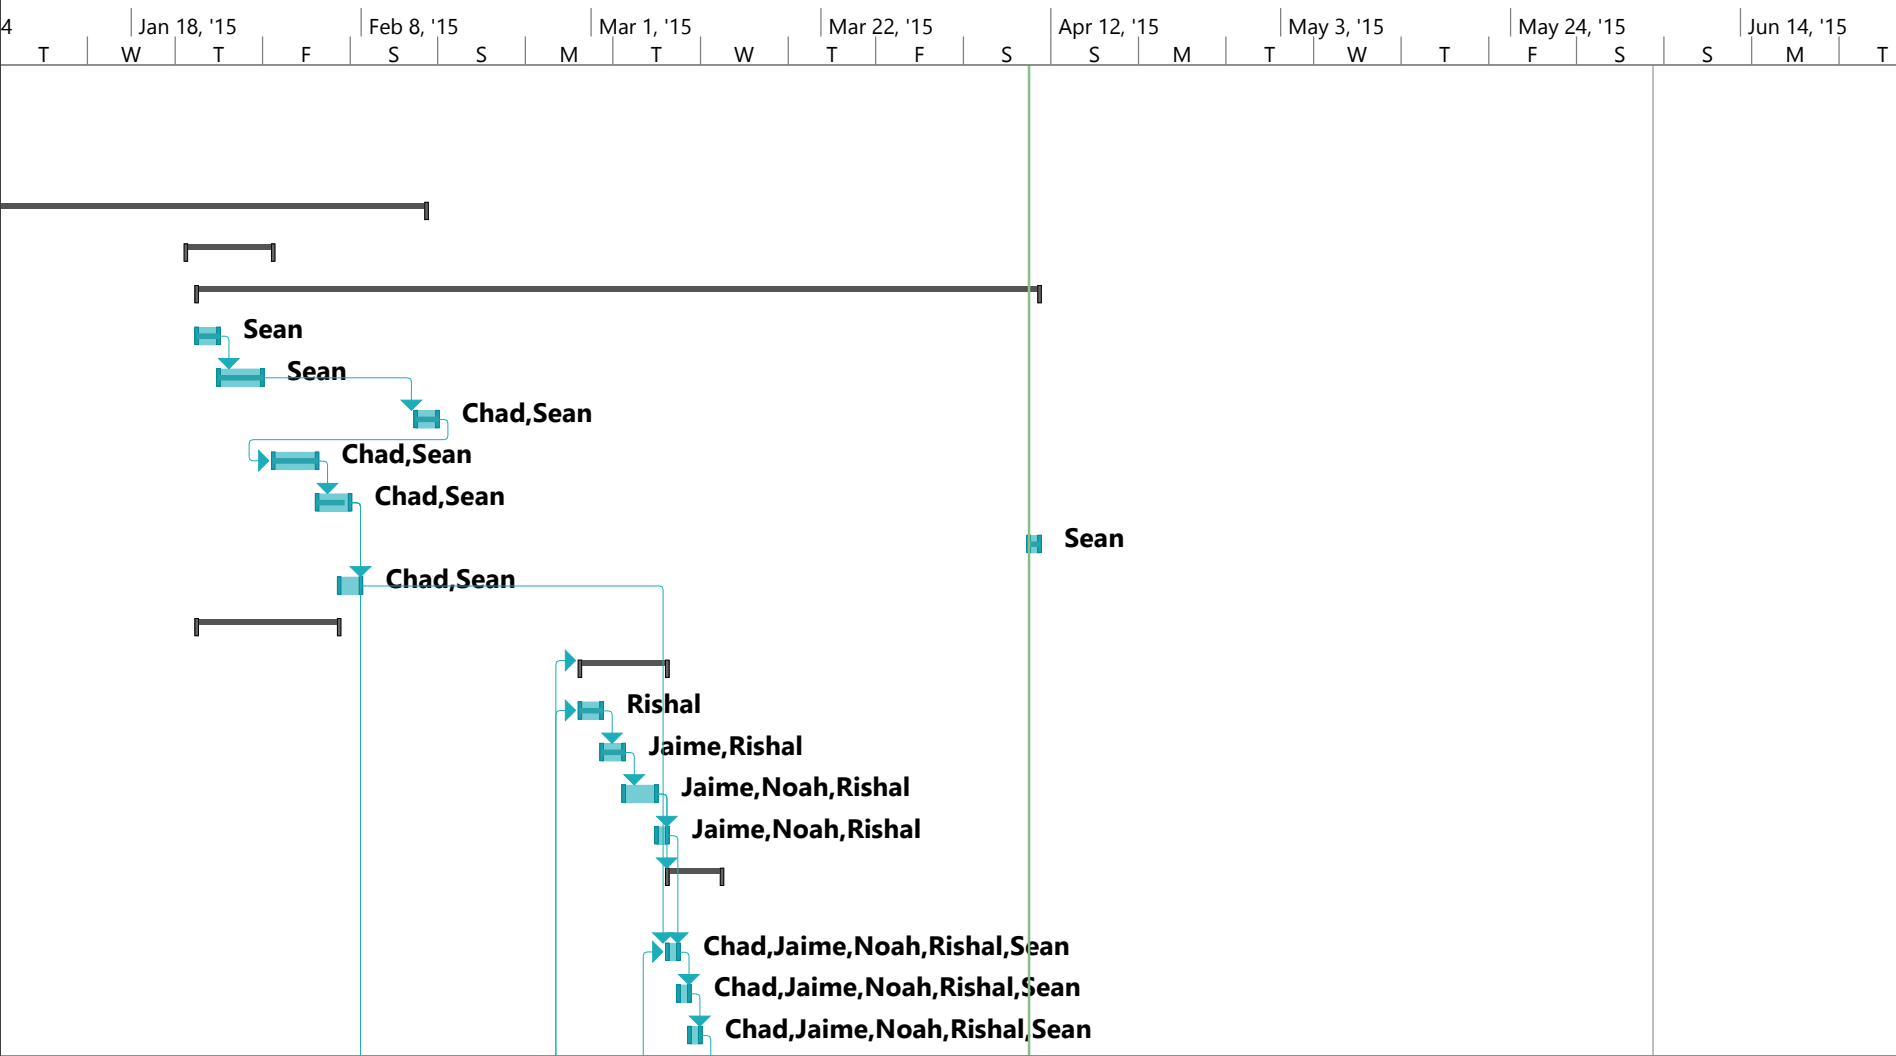 4 Jan 18, '15 Feb 8, '15 Mar 1, '15 Mar 22, '15 Apr 12, '15 May 3, '15 May 24, '15 Jun 14, '15
T W T F S S M T W T F S S M T W T F S S M T
Sean
Sean
Chad,Sean
Chad,Sean
Chad,Sean
Sean
Chad,Sean
Rishal
Jaime,Rishal
Jaime,Noah,Rishal
Jaime,Noah,Rishal
Chad,Jaime,Noah,Rishal,Sean
Chad,Jaime,Noah,Rishal,Sean
Chad,Jaime,Noah,Rishal,Sean